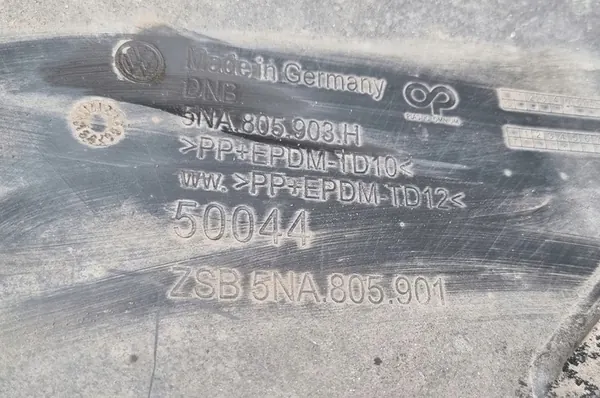 Made in Germany
DNB
5NA.805.903.H
>PP+EPDM-TD10<
WW. >PP+EPDM-TD12<
50044
ZSB 5NA.805.901